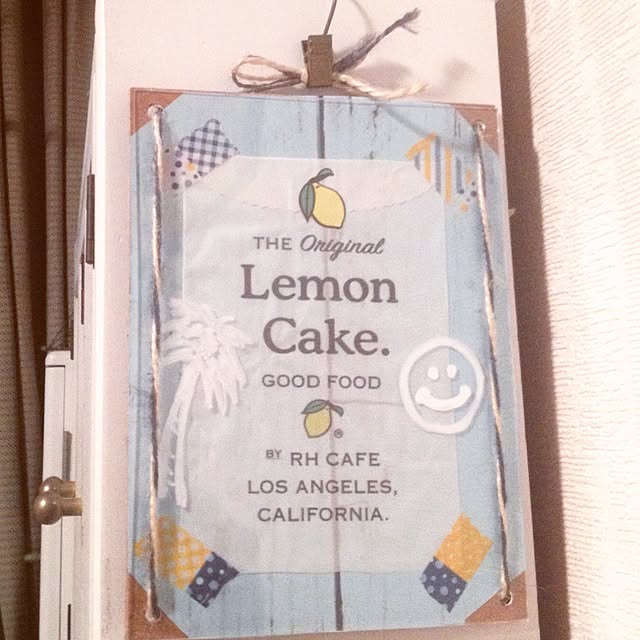 THE Original
Lemon
Cake.
GOOD FOOD
®
BY RH CAFE
LOS ANGELES,
CALIFORNIA.